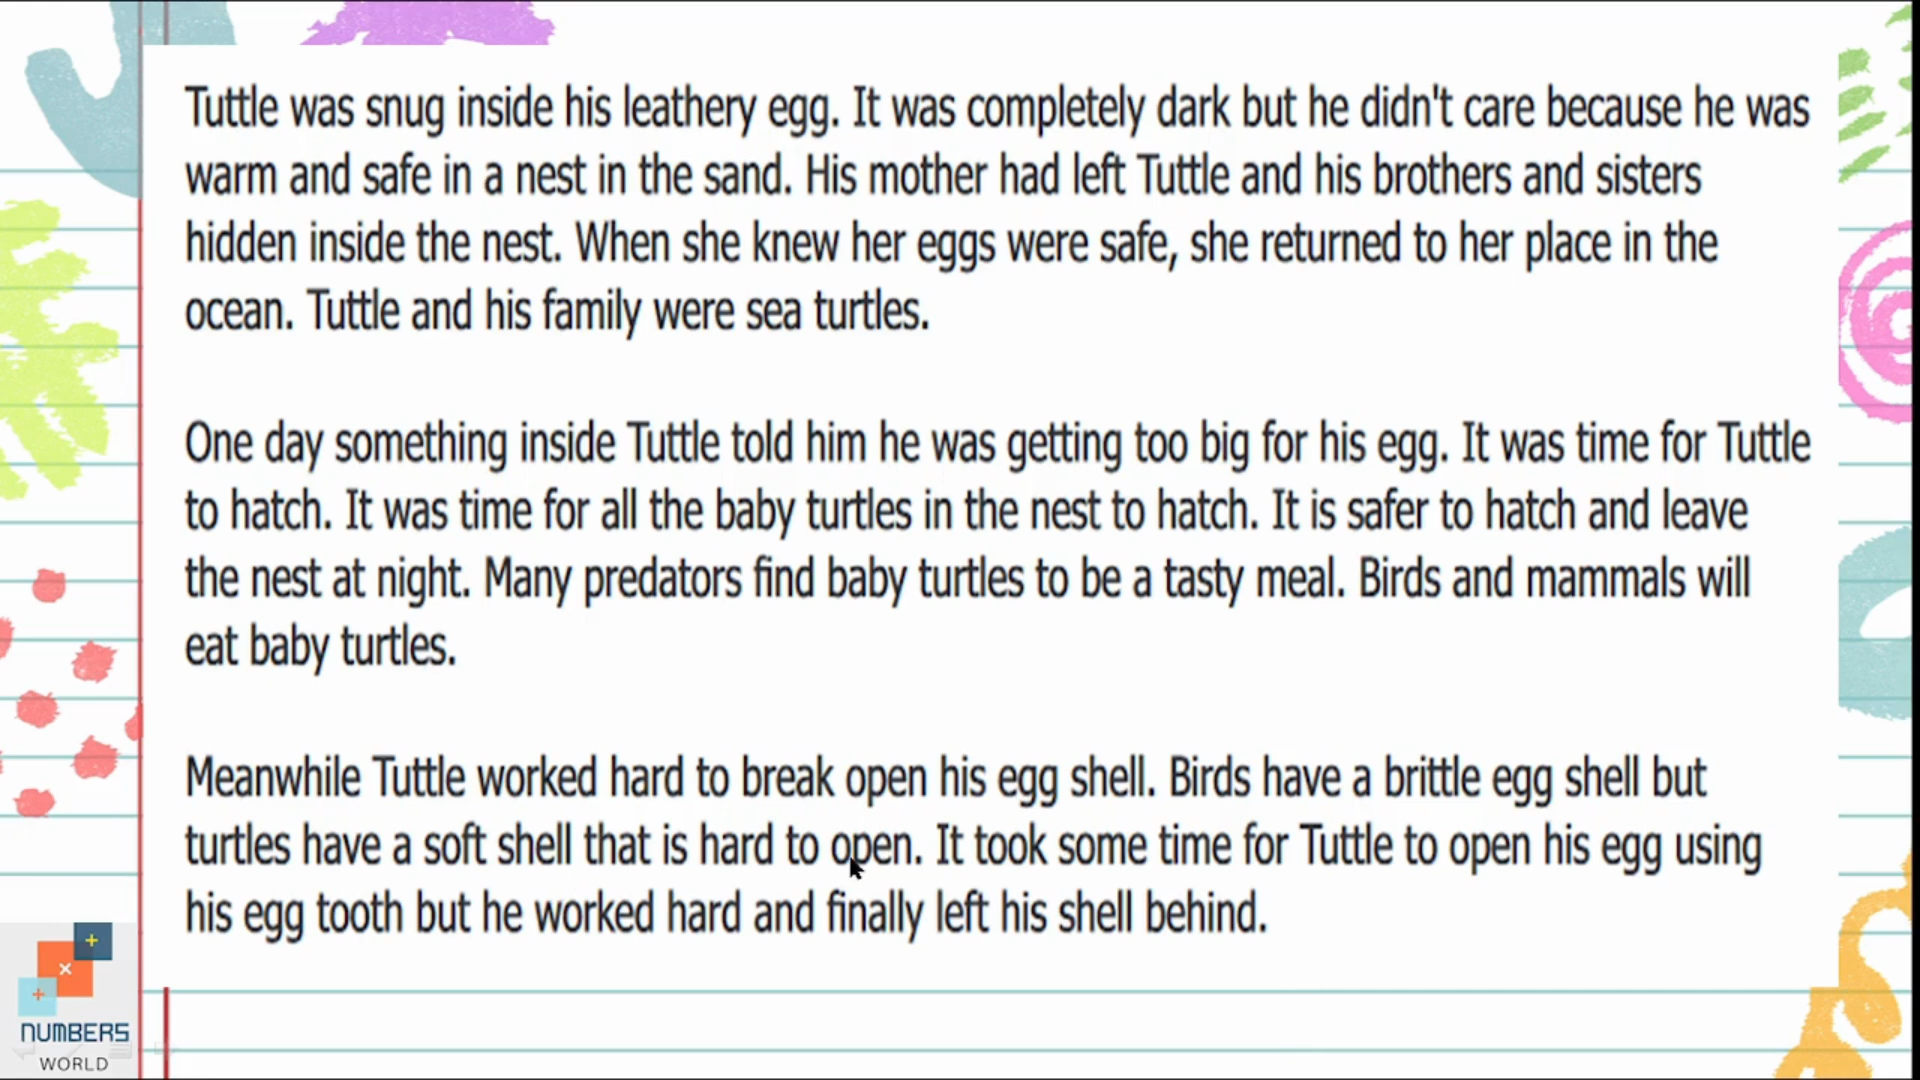 Tuttle was snug inside his leathery egg. It was completely dark but he didn't care because he was
warm and safe in a nest in the sand. His mother had left Tuttle and his brothers and sisters
hidden inside the nest. When she knew her eggs were safe, she returned to her place in the
ocean. Tuttle and his family were sea turtles.
One day something inside Tuttle told him he was getting too big for his egg. It was time for Tuttle
to hatch. It was time for all the baby turtles in the nest to hatch. It is safer to hatch and leave
the nest at night. Many predators find baby turtles to be a tasty meal. Birds and mammals will
eat baby turtles.
Meanwhile Tuttle worked hard to break open his egg shell. Birds have a brittle egg shell but
turtles have a soft shell that is hard to open. It took some time for Tuttle to open his egg using
his egg tooth but he worked hard and finally left his shell behind.
+
×
+
NUMBERS
WORLD